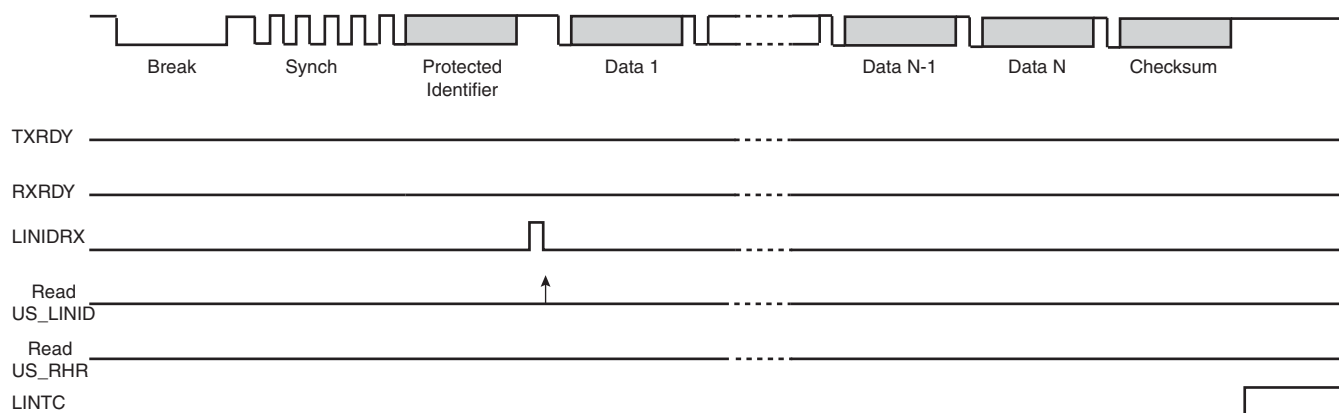 Break Synch Protected Data 1 Data N-1 Data N Checksum
Identifier
TXRDY
RXRDY
LINIDRX
Read
US_LINID
Read
US_RHR
LINTC